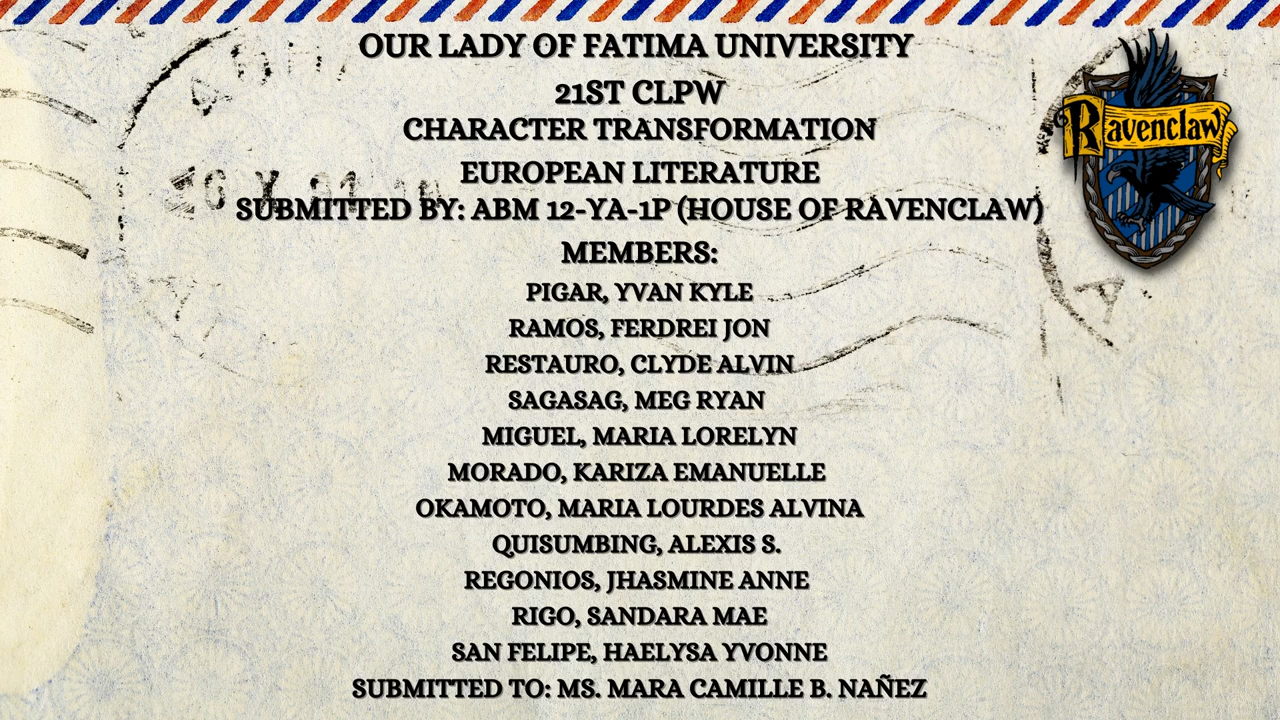 OUR LADY OF FATIMA UNIVERSITY
21ST CLPW
CHARACTER TRANSFORMATION
EUROPEAN LITERATURE
SUBMITTED BY: ABM 12-YA-1P (HOUSE OF RAVENCLAW)
Ravenclaw
MEMBERS:
PIGAR, YVAN KYLE
RAMOS, FERDREI JON
RESTAURO, CLYDE ALVIN
SAGASAG, MEG RYAN
MIGUEL, MARIA LORELYN
MORADO, KARIZA EMANUELLE
OKAMOTO, MARIA LOURDES ALVINA
QUISUMBING, ALEXIS S.
REGONIOS, JHASMINE ANNE
RIGO, SANDARA MAE
SAN FELIPE, HAELYSA YVONNE
SUBMITTED TO: MS. MARA CAMILLE B. NAÑEZ